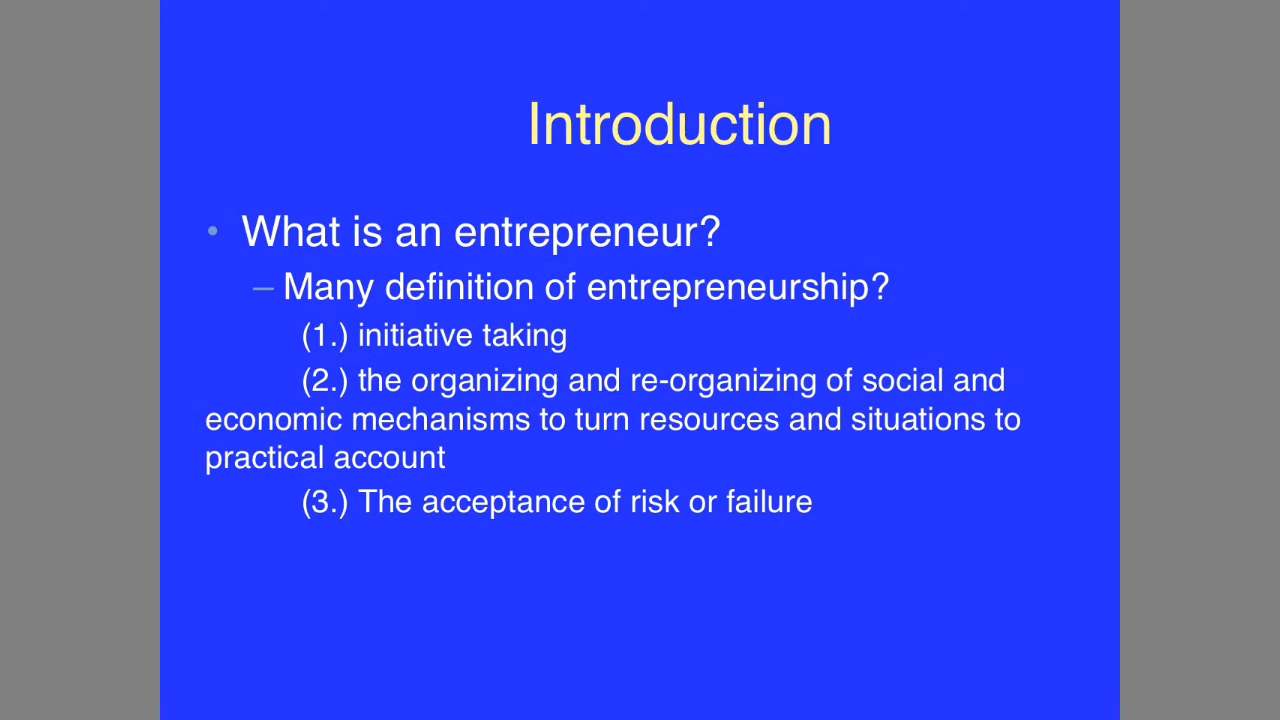 Introduction
• What is an entrepreneur?
– Many definition of entrepreneurship?
(1.) initiative taking
(2.) the organizing and re-organizing of social and
economic mechanisms to turn resources and situations to
practical account
(3.) The acceptance of risk or failure